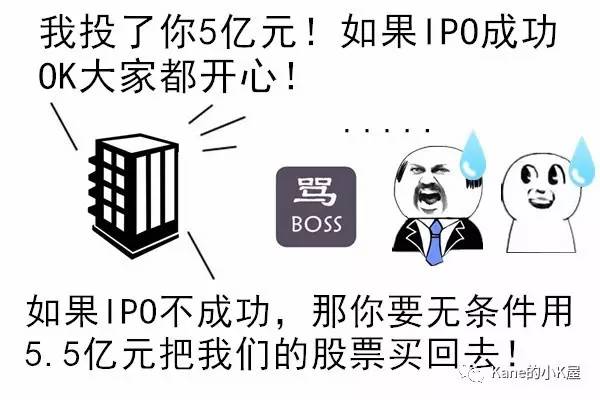 我投了你5亿元！如果IPO成功
OK大家都开心！
.....
骂
BOSS
如果IPO不成功，那你要无条件用
5.5亿元把我们的股票买回去！
Kane的小K屋